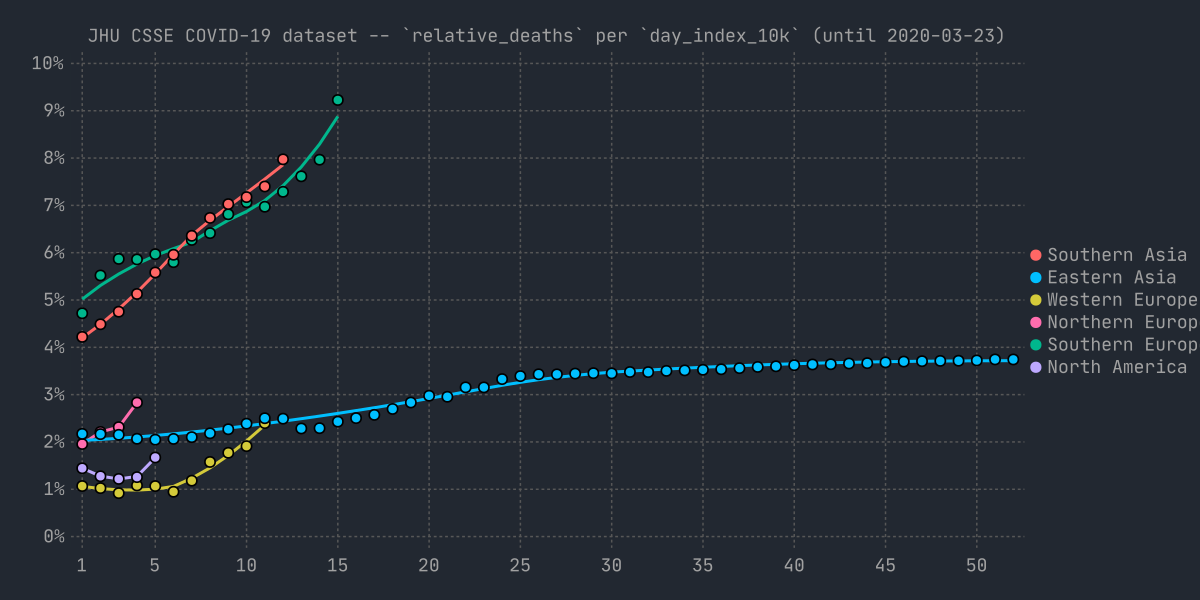 JHU CSSE COVID-19 dataset -- `relative_deaths` per `day_index_10k` (until 2020-03-23)
10%
9%
8%
7%
6%
5%
4%
3%
2%
1%
0%
1 5 10 15 20 25 30 35 40 45 50
Southern Asia
Eastern Asia
Western Europe
Northern Europ
Southern Europ
North America